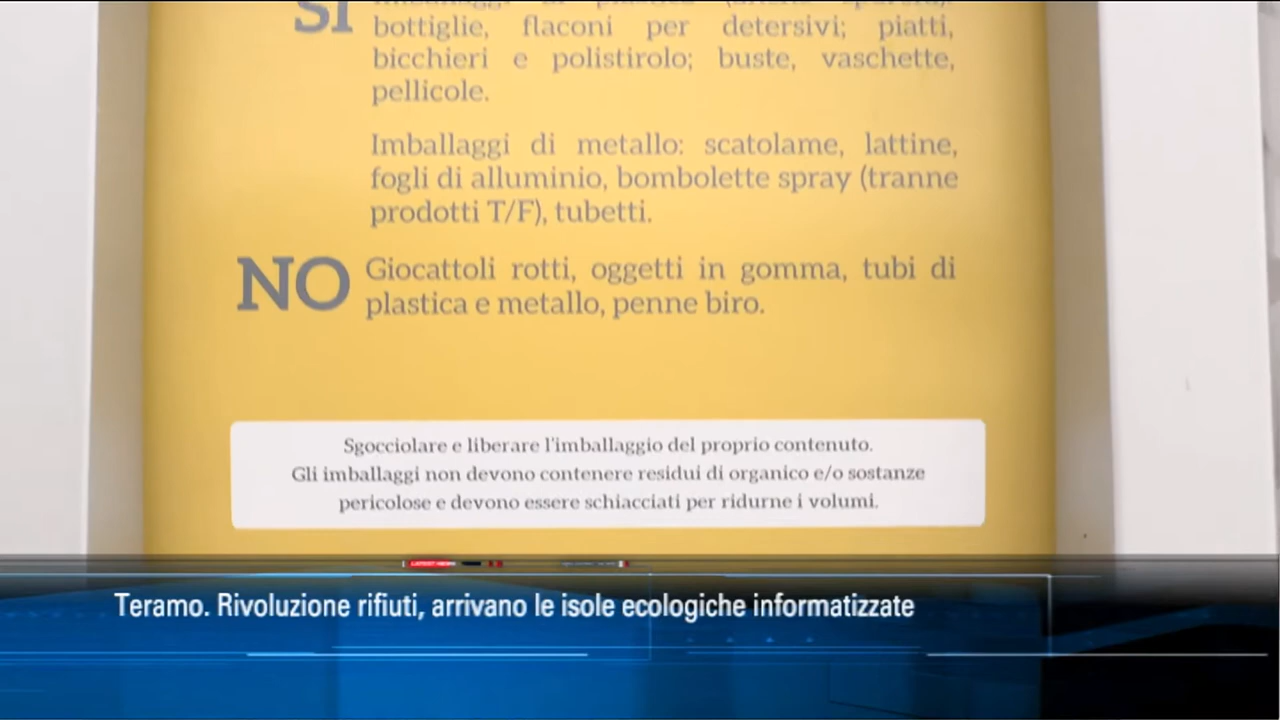 SI
bottiglie, flaconi per detersivi; piatti,
bicchieri e polistirolo; buste, vaschette,
pellicole.
Imballaggi di metallo: scatolame, lattine,
fogli di alluminio, bombolette spray (tranne
prodotti T/F), tubetti.
NO Giocattoli rotti, oggetti in gomma, tubi di
plastica e metallo, penne biro.
Sgocciolare e liberare l'imballaggio del proprio contenuto.
Gli imballaggi non devono contenere residui di organico e/o sostanze
pericolose e devono essere schiacciati per ridurne i volumi.
LATEST NEWS
Teramo. Rivoluzione rifiuti, arrivano le isole ecologiche informatizzate